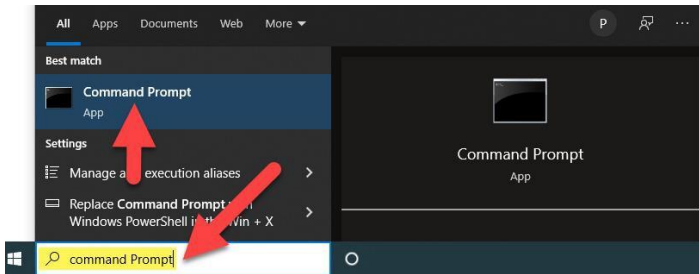 All Apps Documents Web More P
Best match
Command Prompt
App
Settings
Manage execution aliases
Replace Command Prompt
Windows PowerShell in Win + X
command Prompt
Command Prompt
App